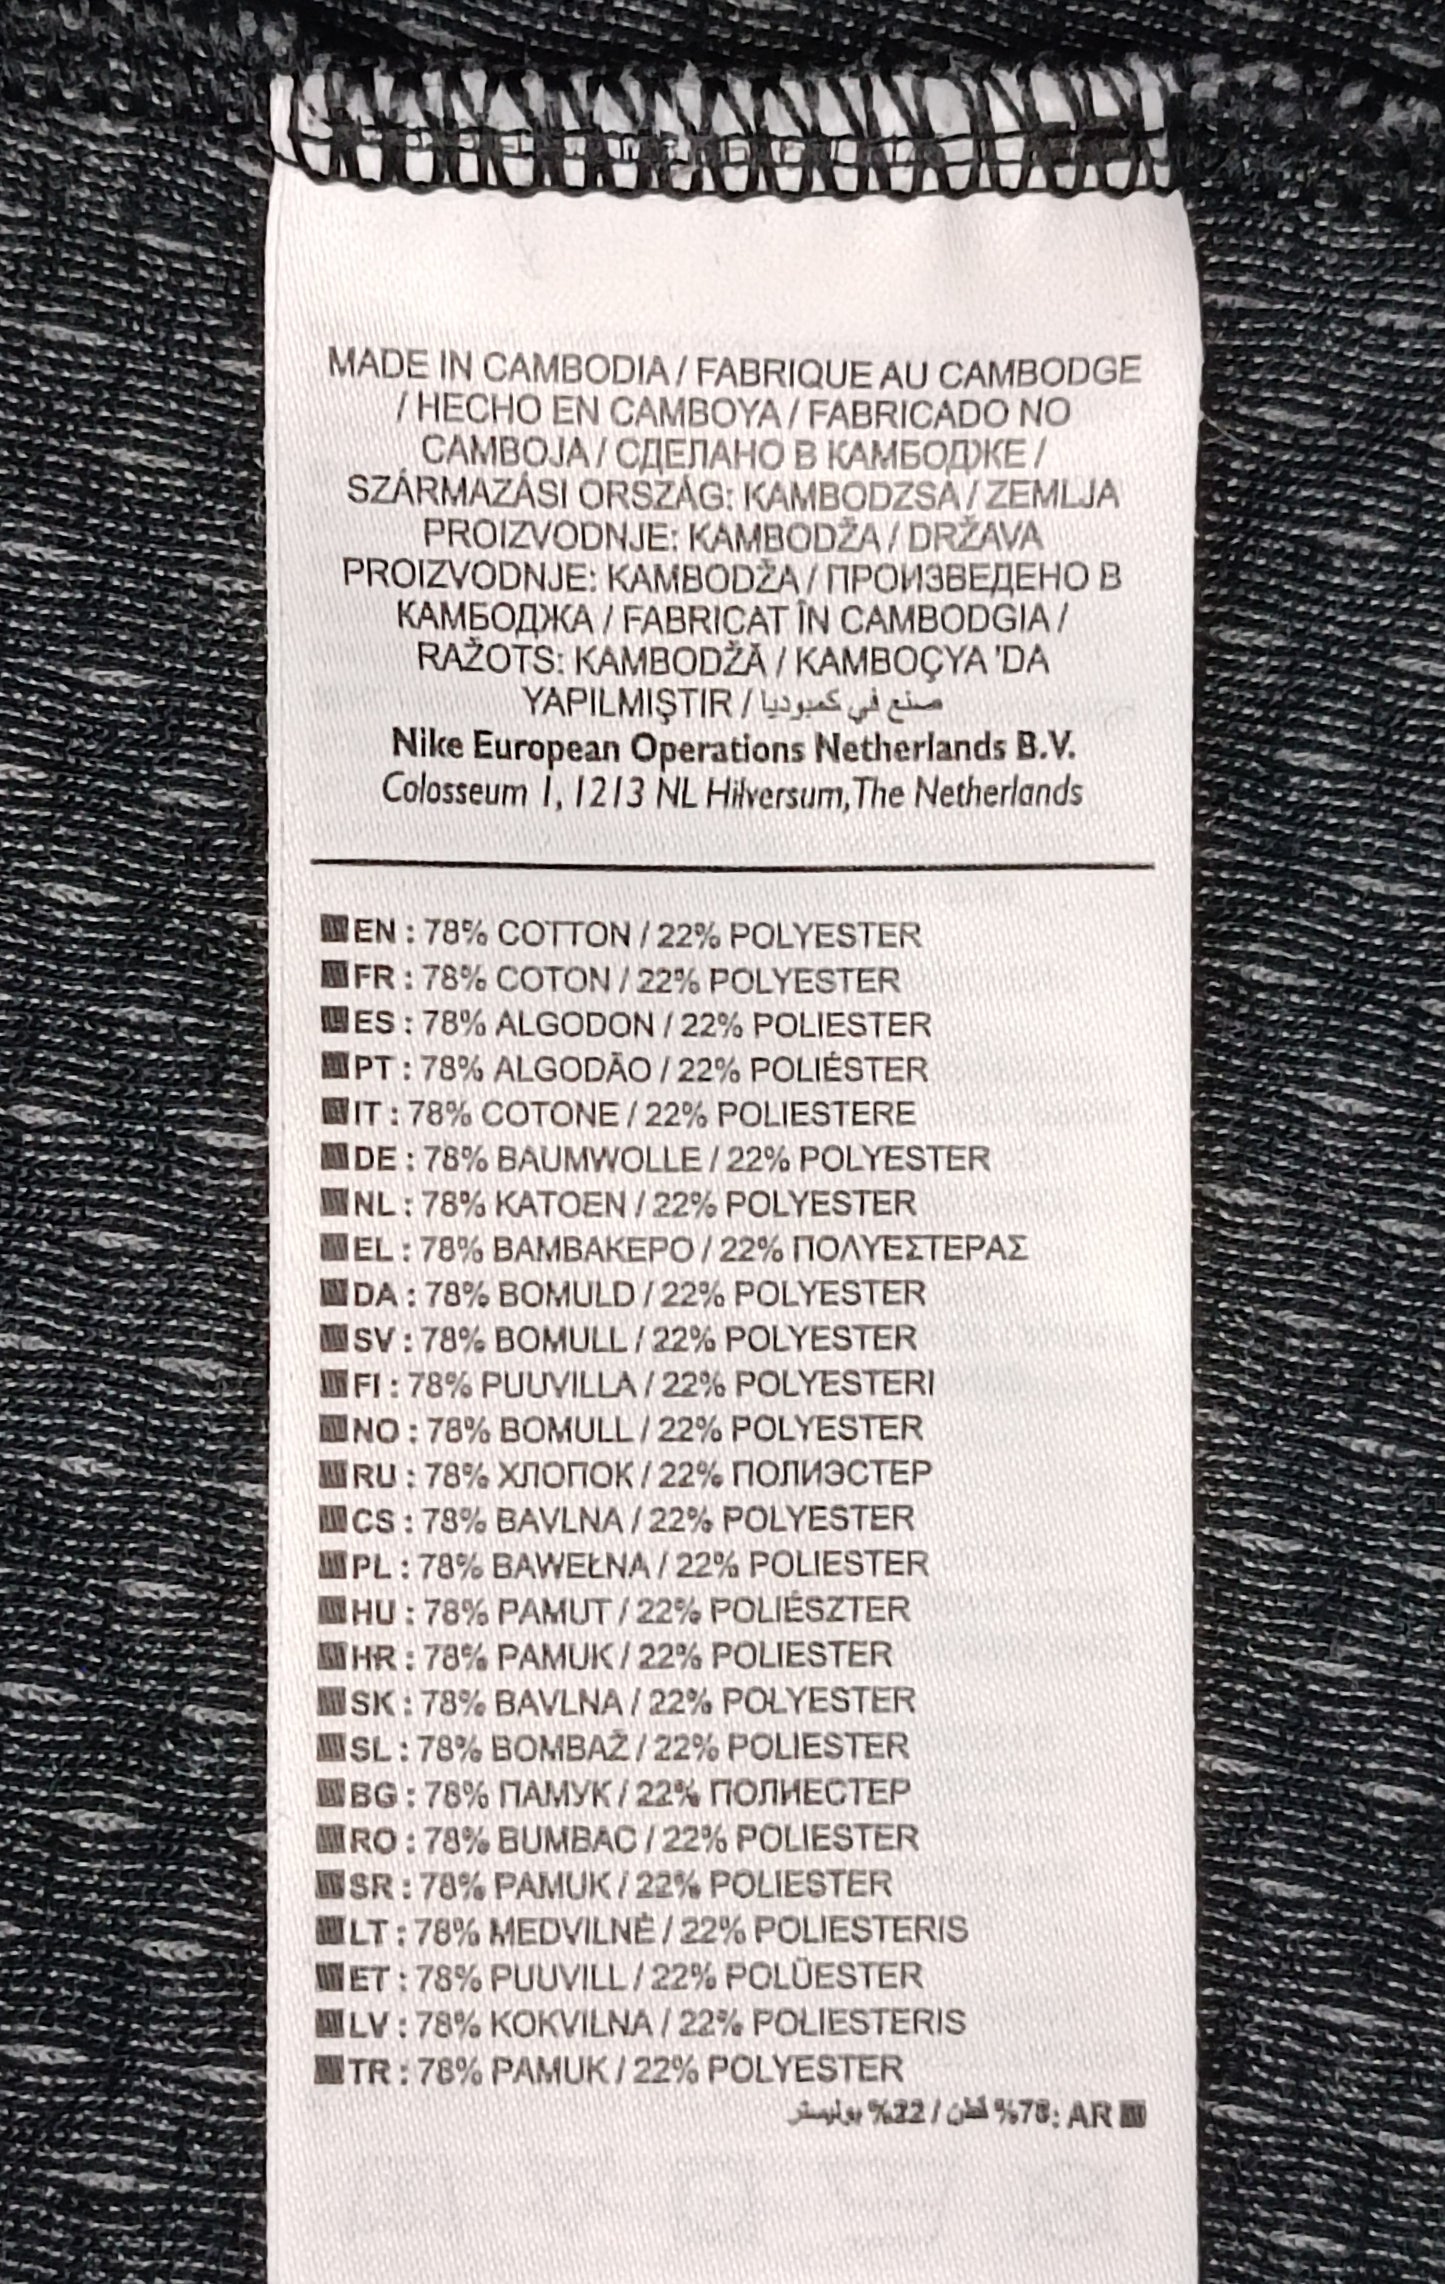 MADE IN CAMBODIA / FABRIQUE AU CAMBODGE
/ HECHO EN CAMBOYA / FABRICADO NO
CAMBOJA / СДЕЛАНО В КАМБОДЖЕ /
SZÁRMAZÁSI ORSZÁG: KAMBODZSA / ZEMLJA
PROIZVODNJE: KAMBODŽA / DRŽAVA
PROIZVODNJE: KAMBODŽA / ПРОИЗВЕДЕНО В
КАМБОДЖА / FABRICAT ÎN CAMBODGIA /
RAŽOTS: KAMBODŽĀ / KAMBOÇYA 'DA
YAPILMIŞTIR / صنع في كمبوديا
Nike European Operations Netherlands B.V.
Colosseum 1, 1213 NL Hilversum, The Netherlands
EN : 78% COTTON / 22% POLYESTER
FR : 78% COTON / 22% POLYESTER
ES : 78% ALGODON / 22% POLIESTER
PT : 78% ALGODÃO / 22% POLIÉSTER
IT : 78% COTONE / 22% POLIESTERE
DE : 78% BAUMWOLLE / 22% POLYESTER
NL : 78% KATOEN / 22% POLYESTER
EL : 78% ΒΑΜΒΑΚΕΡΟ / 22% ΠΟΛΥΕΣΤΕΡΑΣ
DA : 78% BOMULD / 22% POLYESTER
SV : 78% BOMULL / 22% POLYESTER
FI : 78% PUUVILLA / 22% POLYESTERI
NO : 78% BOMULL / 22% POLYESTER
RU : 78% ХЛОПОК / 22% ПОЛИЭСТЕР
CS : 78% BAVLNA / 22% POLYESTER
PL : 78% BAWEŁNA / 22% POLIESTER
HU : 78% PAMUT / 22% POLIÉSZTER
HR : 78% PAMUK / 22% POLIESTER
SK : 78% BAVLNA / 22% POLYESTER
SL : 78% BOMBAŽ / 22% POLIESTER
BG : 78% ПАМУК / 22% ПОЛИЕСТЕР
RO : 78% BUMBAC / 22% POLIESTER
SR : 78% PAMUK / 22% POLIESTER
LT : 78% MEDVILNĖ / 22% POLIESTERIS
ET : 78% PUUVILL / 22% POLÜESTER
LV : 78% KOKVILNA / 22% POLIESTERIS
TR : 78% PAMUK / 22% POLYESTER
AR :78% قطن / 22% بوليستر